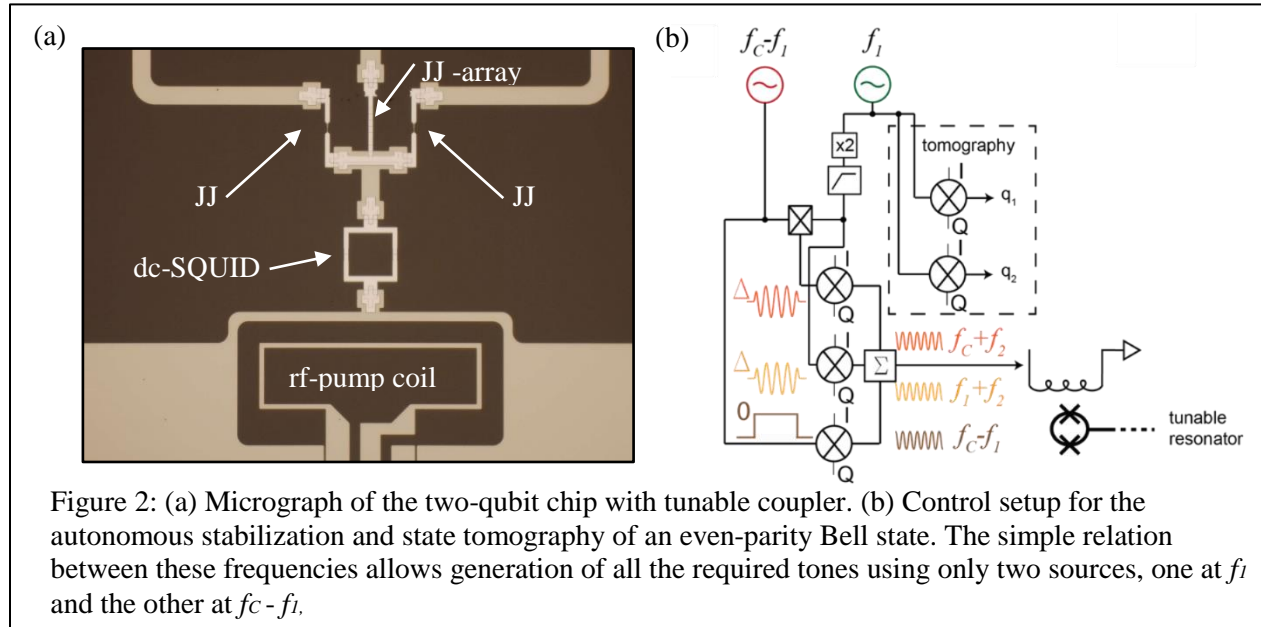 (a)
JJ -array
JJ
JJ
dc-SQUID
rf-pump coil
(b)
fC-f1
f1
x2
tomography
I
q1
Q
I
q2
Q
I
Δ
Q
I
fC+f2
Δ
Σ
Q
f1+f2
0
I
fC-f1
Q
tunable
resonator
Figure 2: (a) Micrograph of the two-qubit chip with tunable coupler. (b) Control setup for the
autonomous stabilization and state tomography of an even-parity Bell state. The simple relation
between these frequencies allows generation of all the required tones using only two sources, one at f1
and the other at fC - f1,